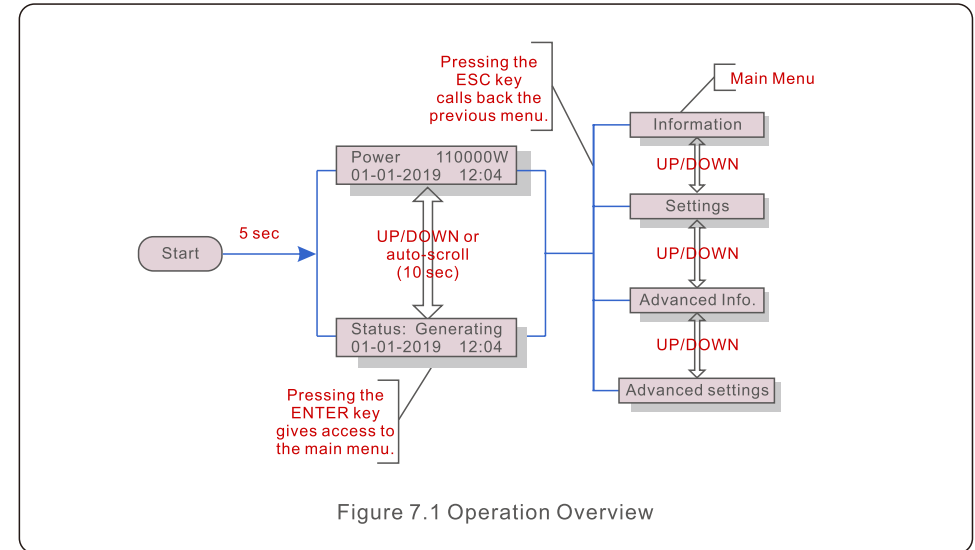 Pressing the
ESC key
calls back the
previous menu.
Main Menu
Information
UP/DOWN
Settings
UP/DOWN
Advanced Info.
UP/DOWN
Advanced settings
Power 110000W
01-01-2019 12:04
UP/DOWN or
auto-scroll
(10 sec)
Start
5 sec
Status: Generating
01-01-2019 12:04
Pressing the
ENTER key
gives access to
the main menu.
Figure 7.1 Operation Overview